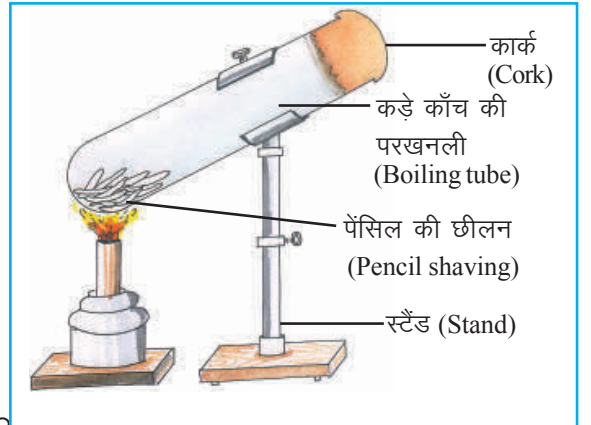 कार्क
(Cork)
कड़े काँच की
परखनली
(Boiling tube)
पेंसिल की छीलन
(Pencil shaving)
स्टैंड (Stand)